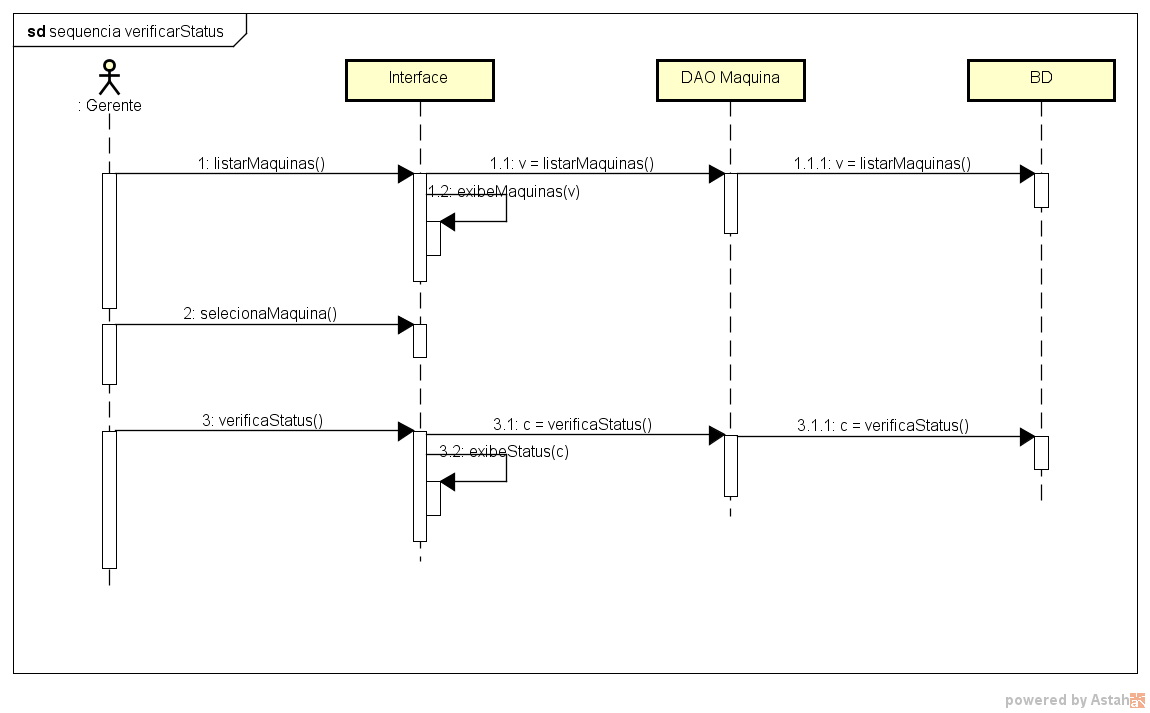 sd sequencia verificarStatus
: Gerente
Interface
DAO Maquina
BD
1: listarMaquinas()
1.1: v = listarMaquinas()
1.1.1: v = listarMaquinas()
1.2: exibeMaquinas(v)
2: selecionaMaquina()
3: verificaStatus()
3.1: c = verificaStatus()
3.1.1: c = verificaStatus()
3.2: exibeStatus(c)
powered by Astah